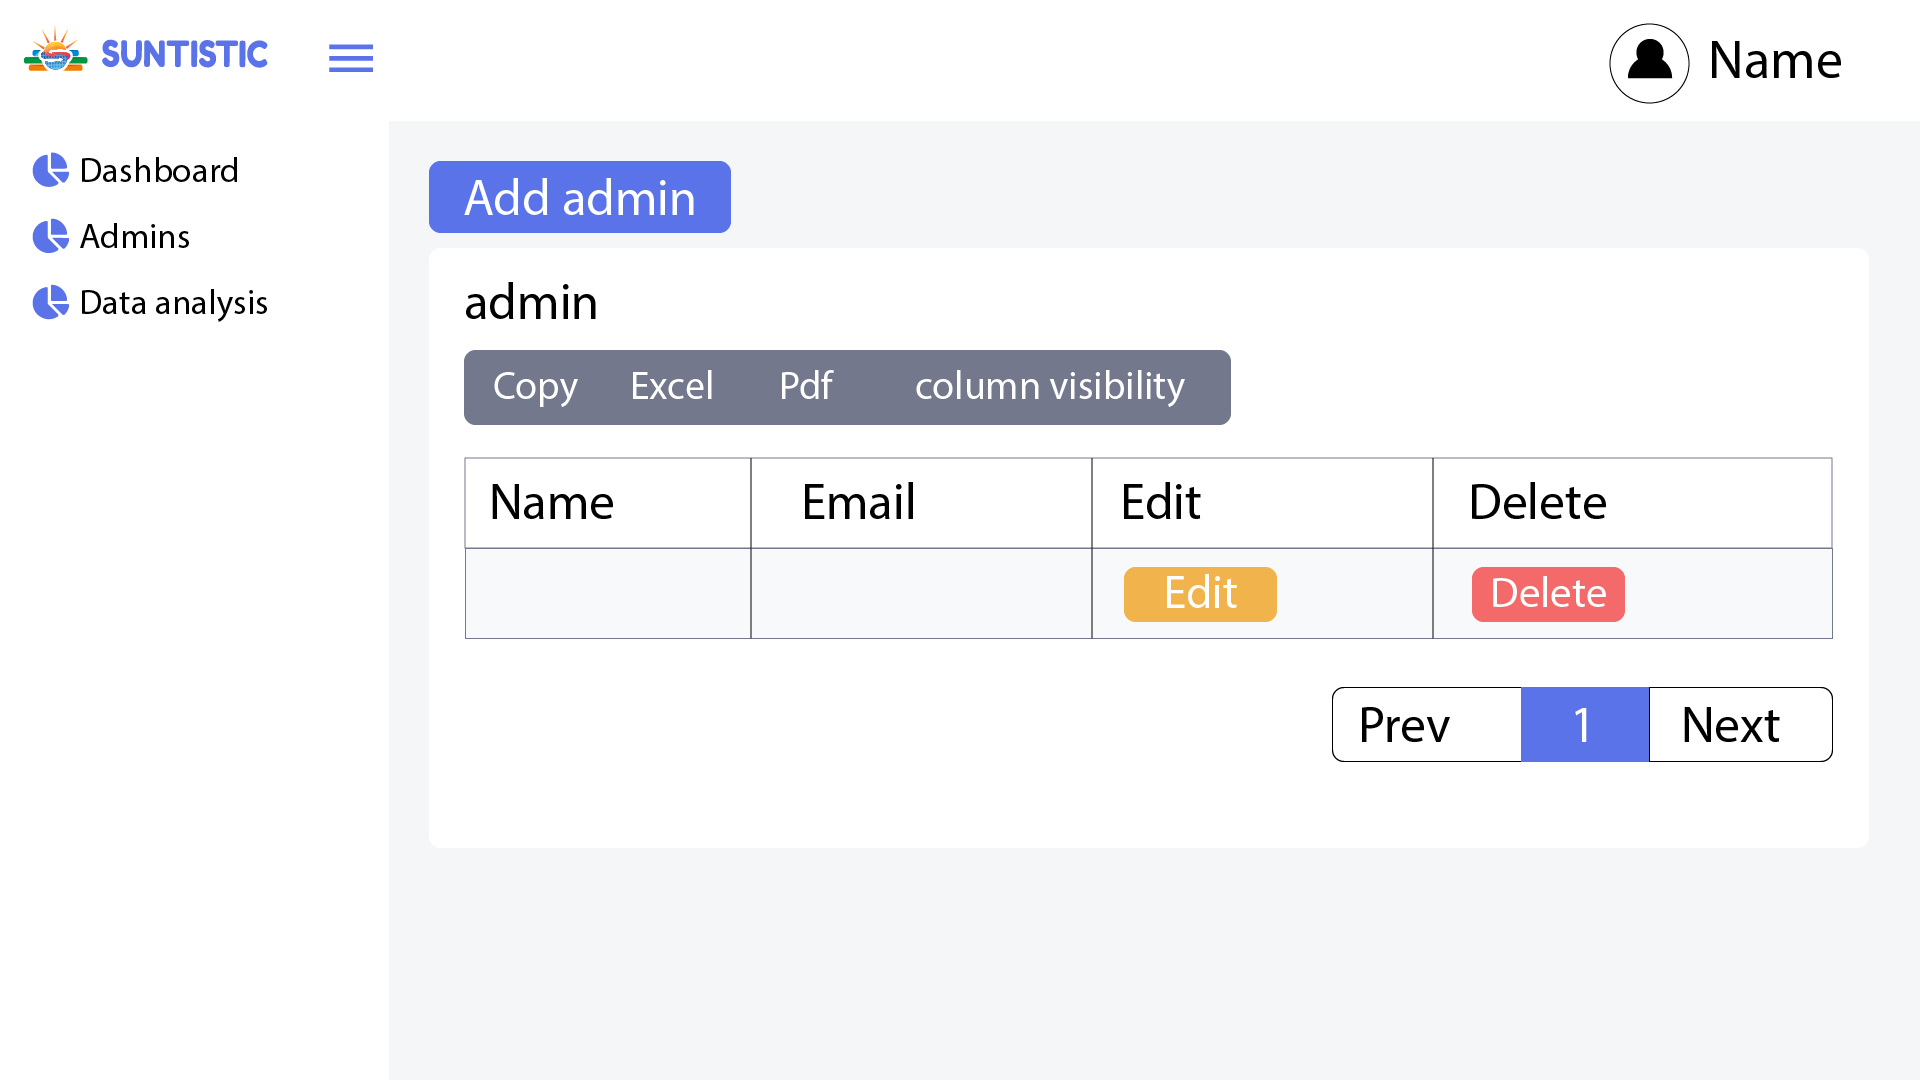 SUNTISTIC
Name
Dashboard
Admins
Data analysis
Add admin
admin
Copy Excel Pdf column visibility
Name Email Edit Delete
Edit Delete
Prev 1 Next